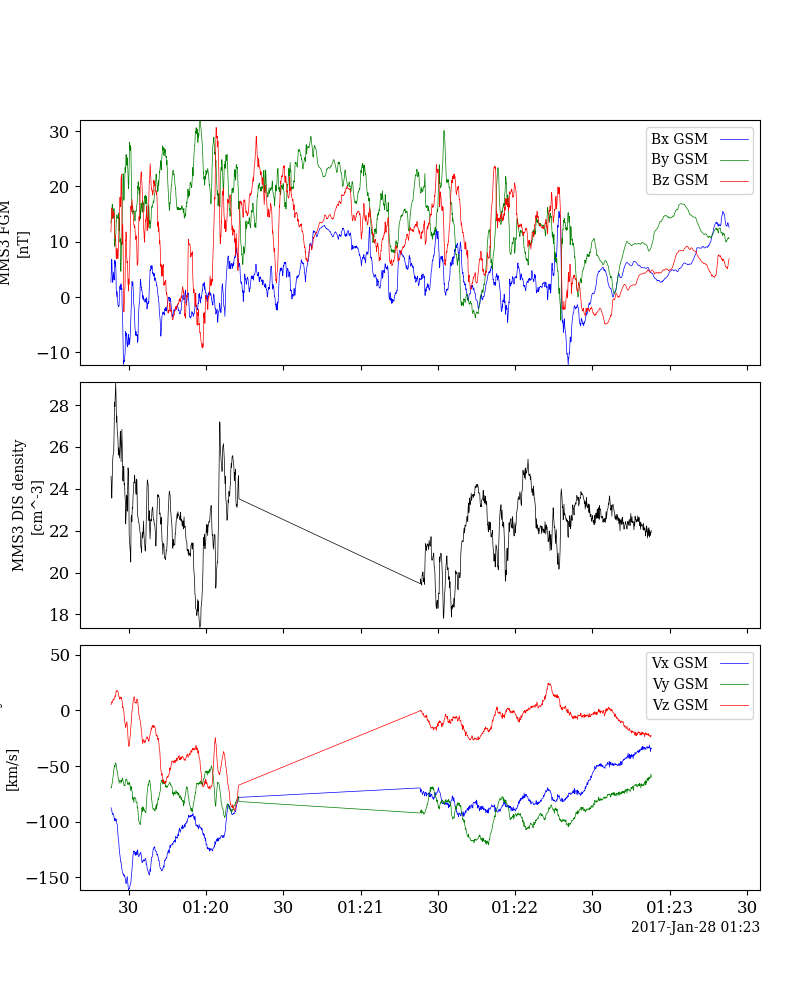 30
20
10
0
−10
MMS3 FGM
[nT]
Bx GSM
By GSM
Bz GSM
28
26
24
22
20
18
MMS3 DIS density
[cm^-3]
50
0
−50
−100
−150
[km/s]
Vx GSM
Vy GSM
Vz GSM
30 01:20 30 01:21 30 01:22 30 01:23 30
2017-Jan-28 01:23